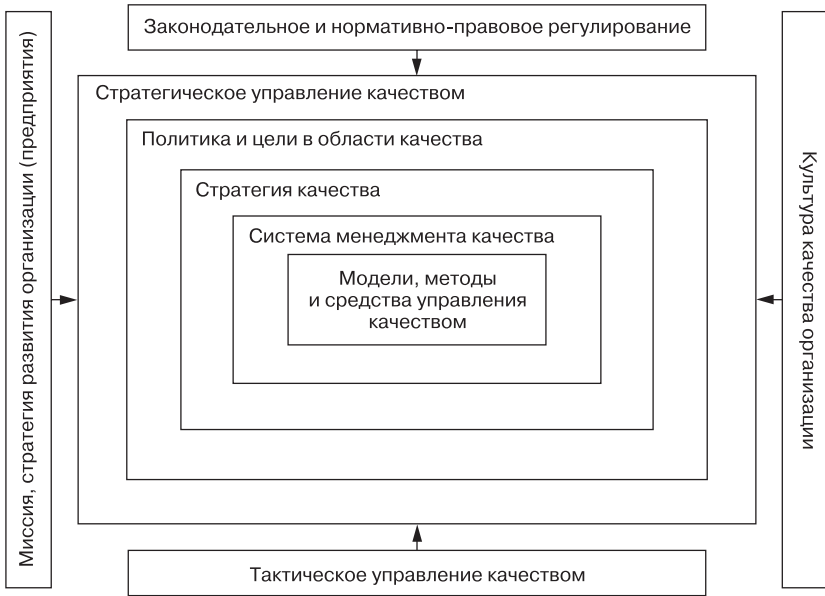 Законодательное и нормативно-правовое регулирование
Миссия, стратегия развития организации (предприятия)
Стратегическое управление качеством
Политика и цели в области качества
Стратегия качества
Система менеджмента качества
Модели, методы
и средства управления
качеством
Культура качества организации
Тактическое управление качеством